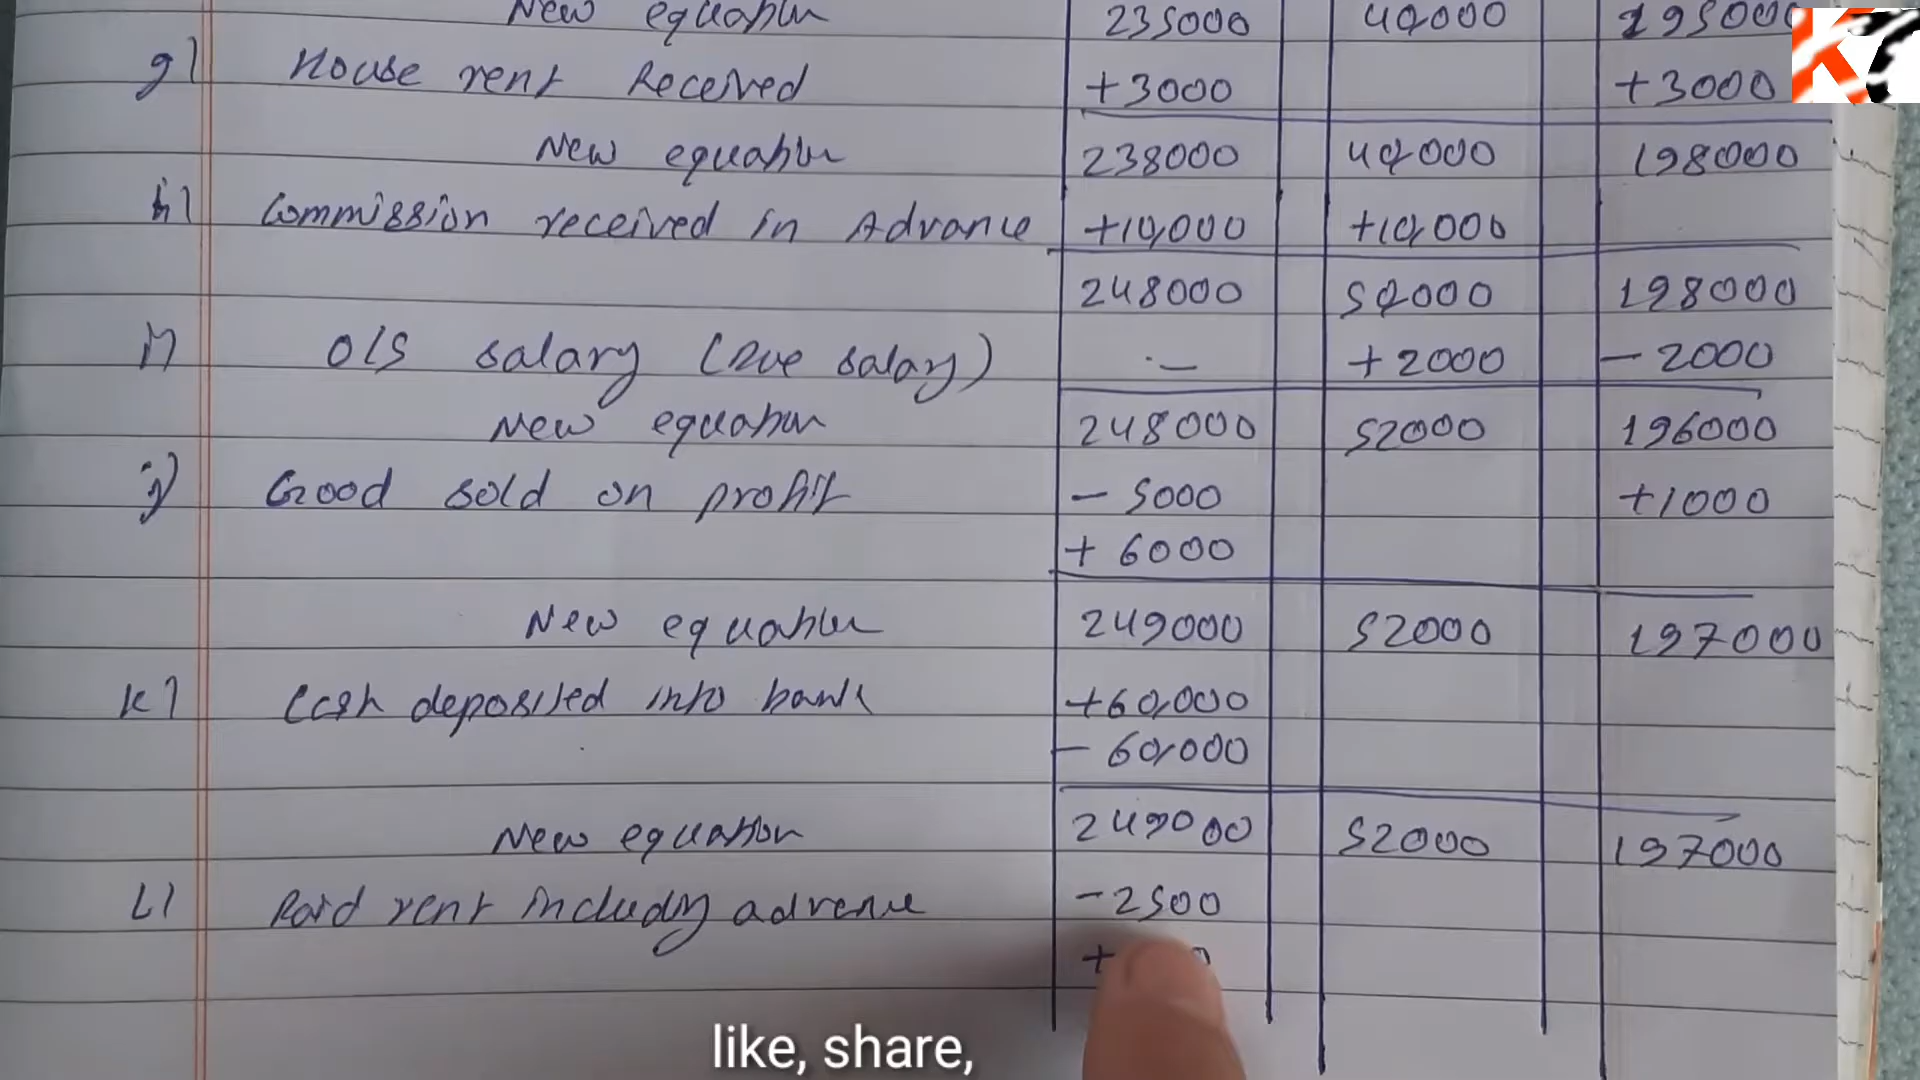 New equation 235000 40000 195000
g) House rent Received +3000 +3000
New equation 238000 40000 198000
h) Commission received in Advance +10,000 +10,000
248000 50000 198000
i) O/S salary (Due salary) - +2000 -2000
New equation 248000 52000 196000
j) Good sold on profit -5000 +1000
+6000
New equation 249000 52000 197000
k) Cash deposited into bank +60,000
-60,000
New equation 249000 52000 197000
L) Paid rent including advance -2500
+
like, share,